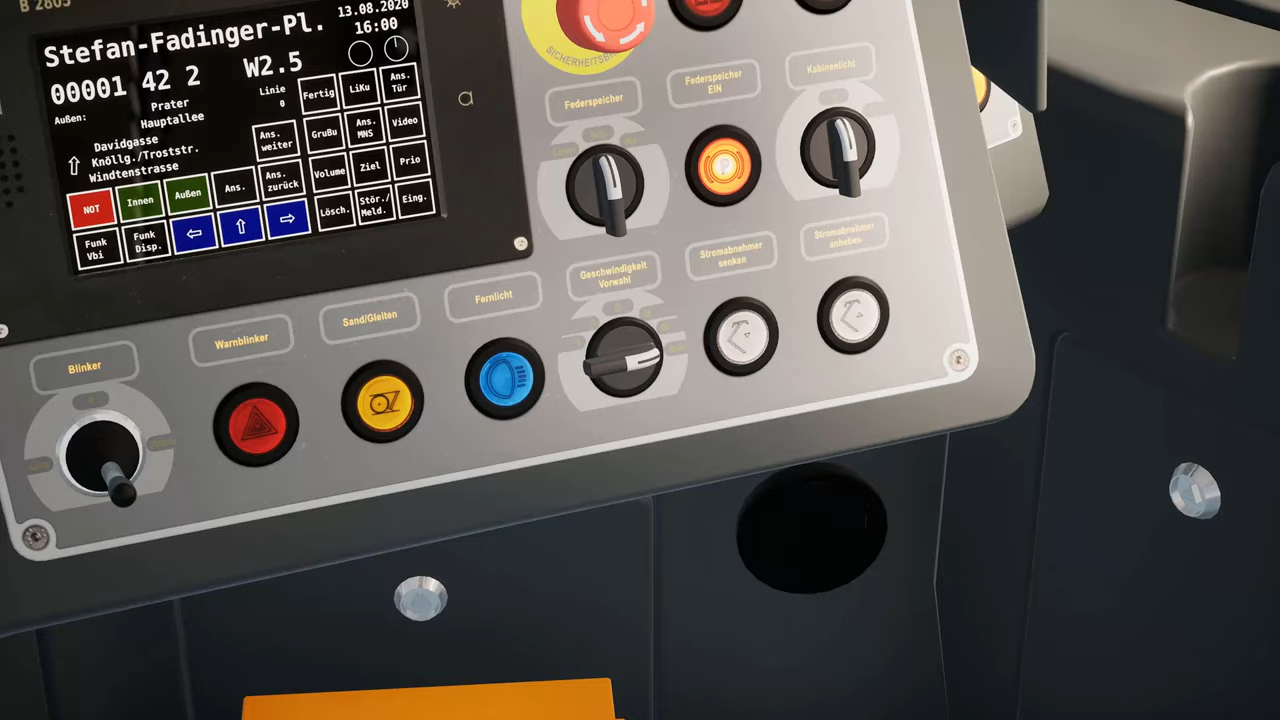 B 2805
Stefan-Fadinger-Pl.
13.08.2020
16:00
00001 42 2
W2.5
Außen:
Prater
Hauptallee
Linie
0
Davidgasse
Knöllg./Troststr.
Windtenstrasse
Fertig
LiKu
Ans.
Tür
Ans.
weiter
GruBu
Ans.
MNS
Video
NOT
Innen
Außen
Ans.
Ans.
zurück
Volume
Ziel
Prio
Funk
Vbi
Funk
Disp.
Lösch.
Stör./
Meld.
Eing.
Federspeicher
Federspeicher
EIN
Kabinenlicht
Blinker
Warnblinker
Sand/Gleiten
Fernlicht
Geschwindigkeit
Vorwahl
Stromabnehmer
senken
Stromabnehmer
anheben
P